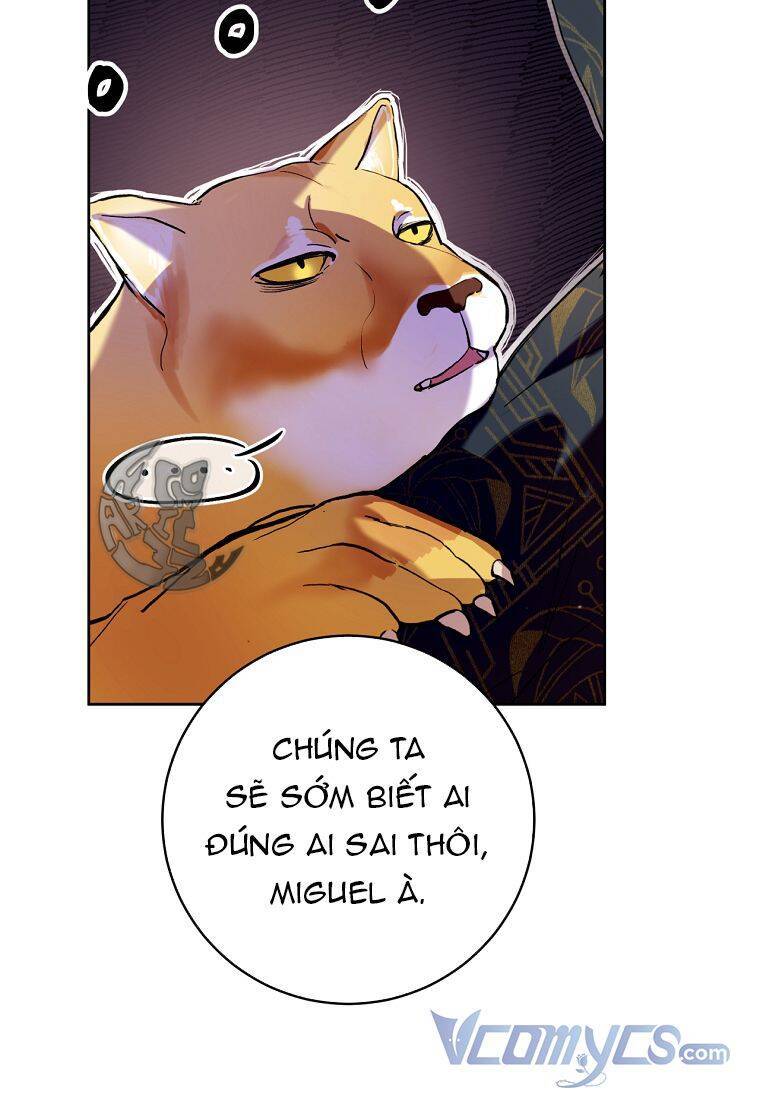 ...
CHÚNG TA
SẼ SỚM BIẾT AI
ĐÚNG AI SAI THÔI,
MIGUEL À.
VCOMYCS.com